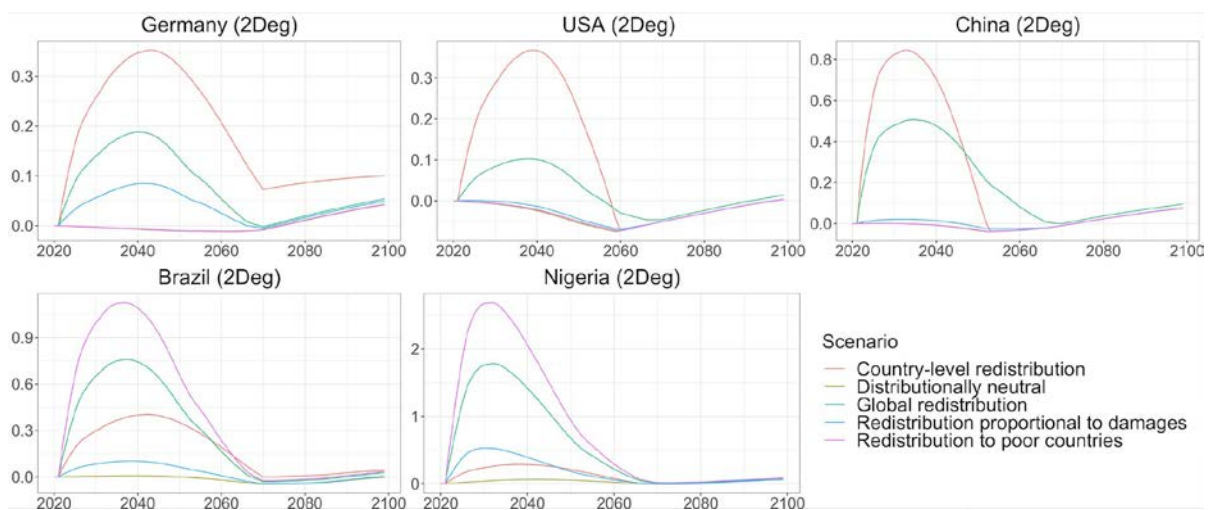 Germany (2Deg) USA (2Deg) China (2Deg)
0.3 0.3 0.8
0.2 0.2 0.6
0.1 0.1 0.4
0.0 0.0 0.2
0.0
2020 2040 2060 2080 2100 2020 2040 2060 2080 2100 2020 2040 2060 2080 2100
Brazil (2Deg) Nigeria (2Deg)
0.9
0.6
0.3
0.0
2
1
0
2020 2040 2060 2080 2100 2020 2040 2060 2080 2100
Scenario
Country-level redistribution
Distributionally neutral
Global redistribution
Redistribution proportional to damages
Redistribution to poor countries